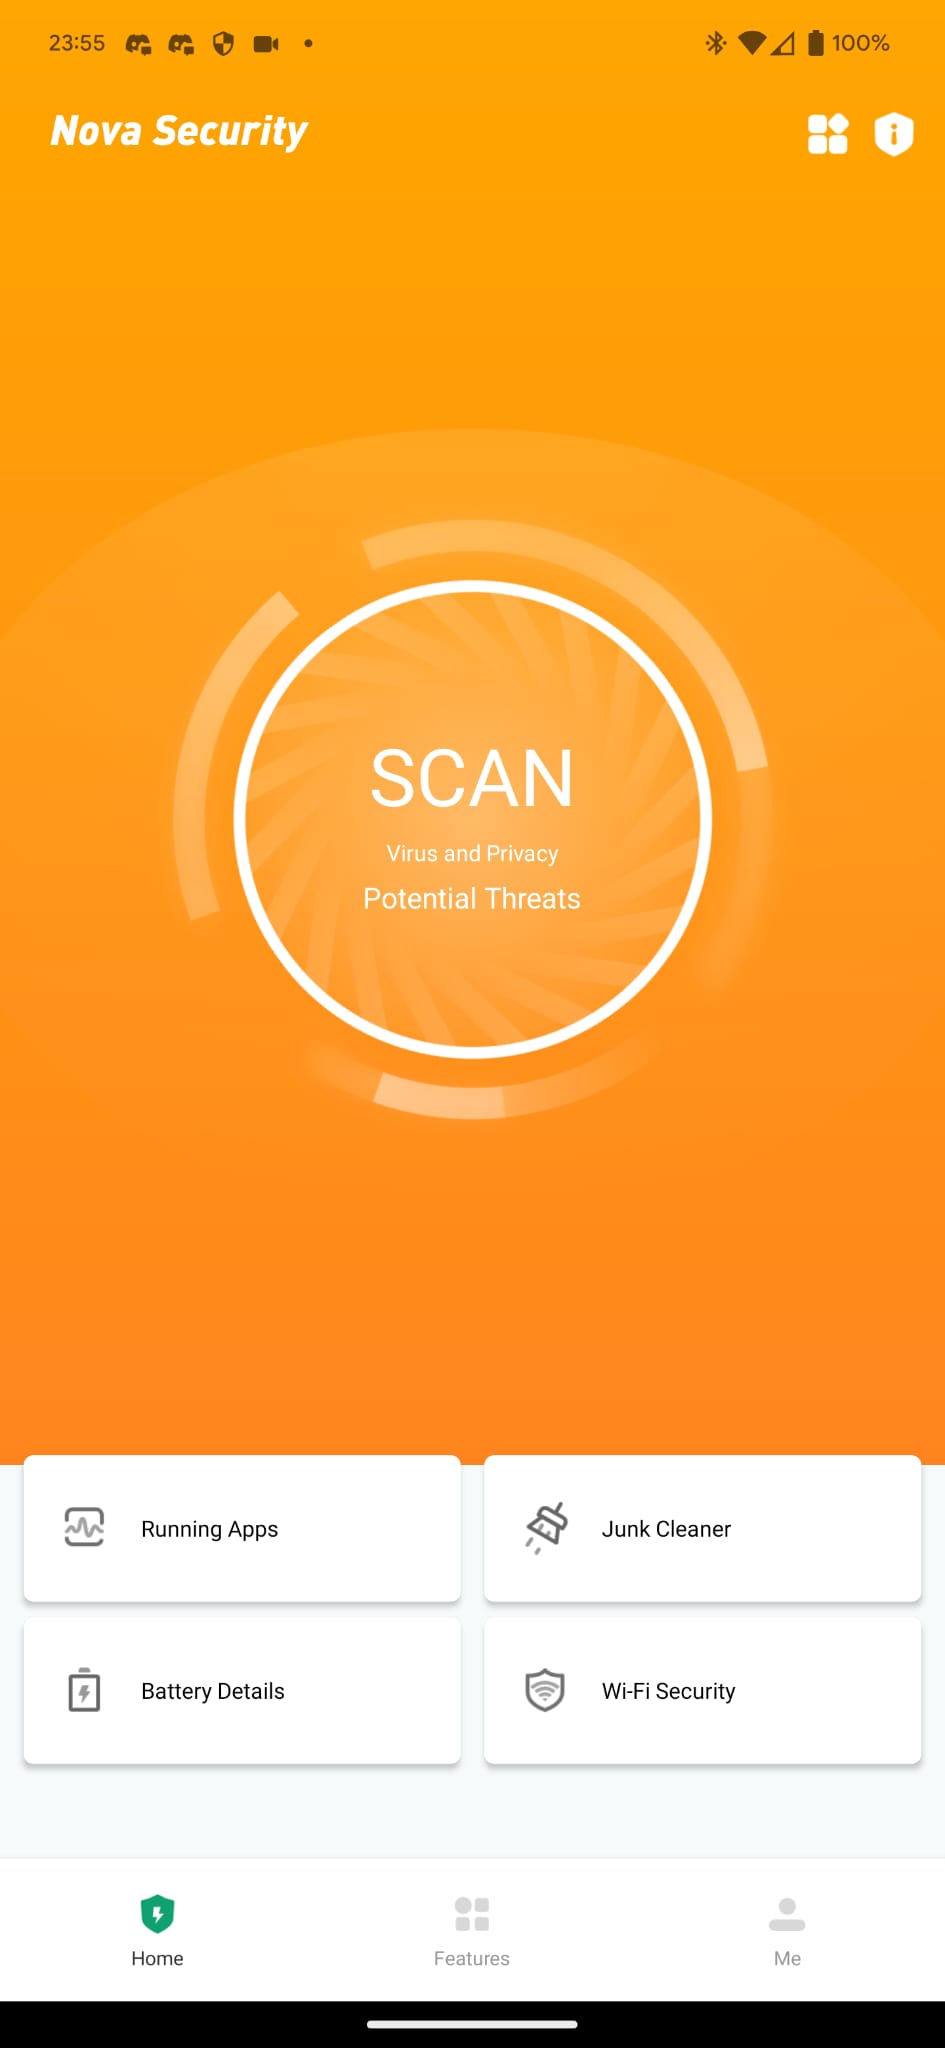 23:55
100%
Nova Security
SCAN
Virus and Privacy
Potential Threats
Running Apps
Junk Cleaner
Battery Details
Wi-Fi Security
Home
Features
Me